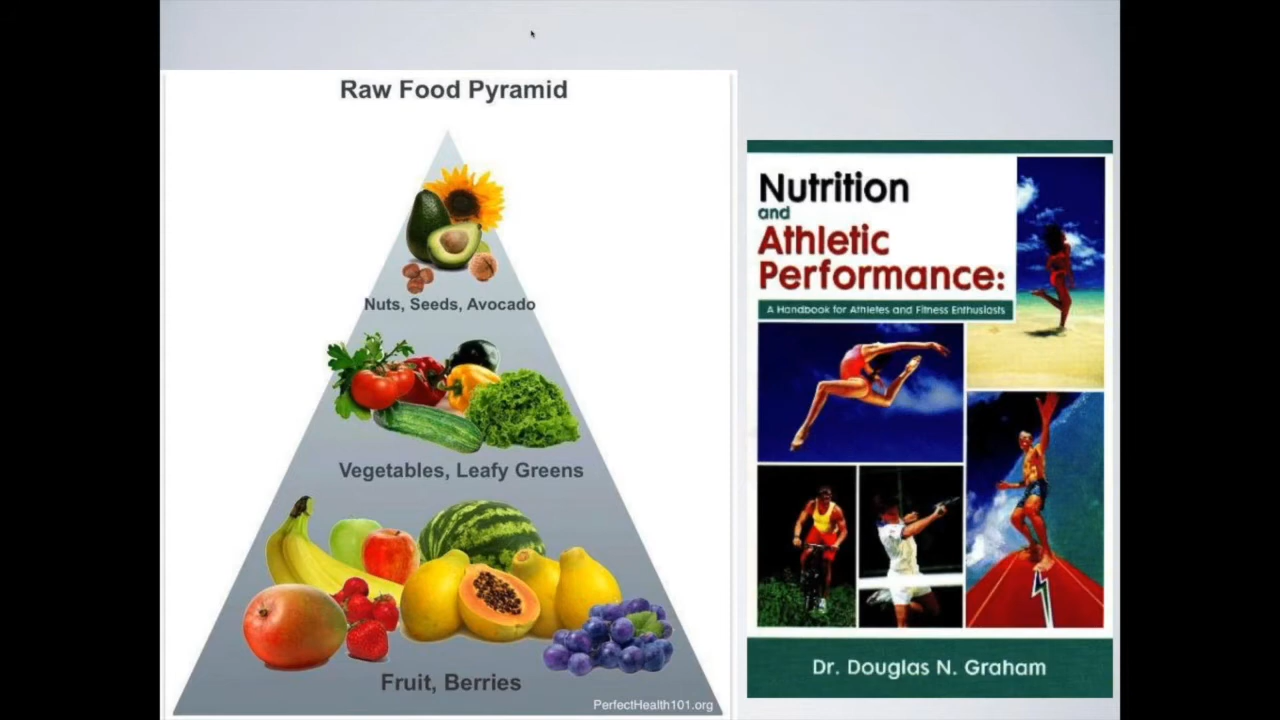 Raw Food Pyramid
Nuts, Seeds, Avocado
Vegetables, Leafy Greens
Fruit, Berries
PerfectHealth101.org
Nutrition
and
Athletic
Performance:
A Handbook for Athletes and Fitness Enthusiasts
Dr. Douglas N. Graham